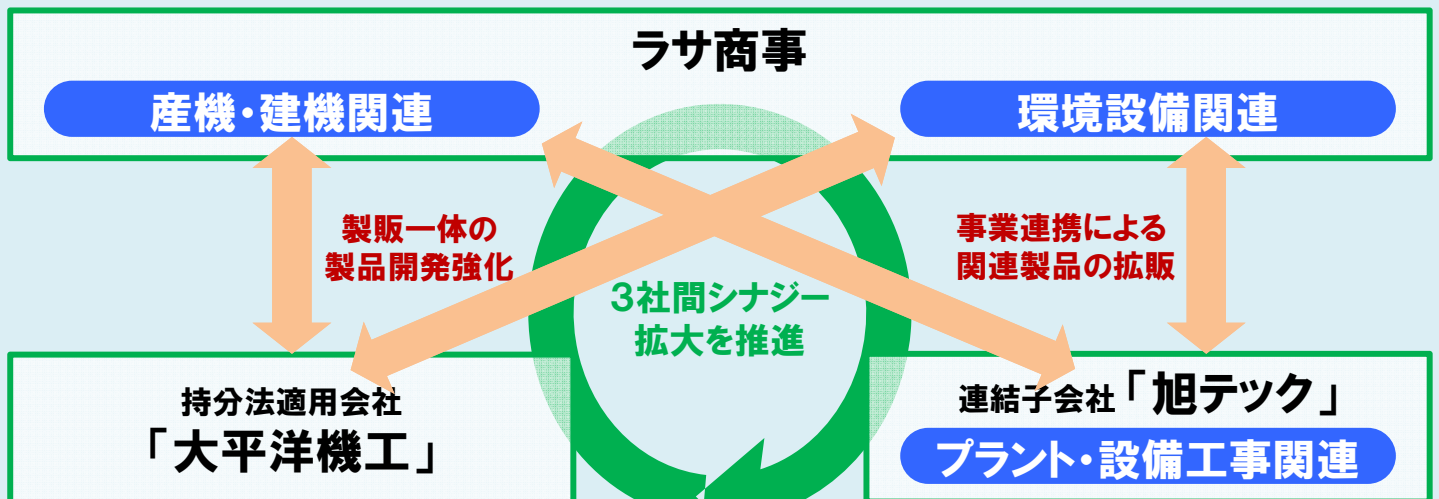 ラサ商事
産機・建機関連
環境設備関連
製販一体の
製品開発強化
事業連携による
関連製品の拡販
3社間シナジー
拡大を推進
持分法適用会社
「大平洋機工」
連結子会社「旭テック」
プラント・設備工事関連